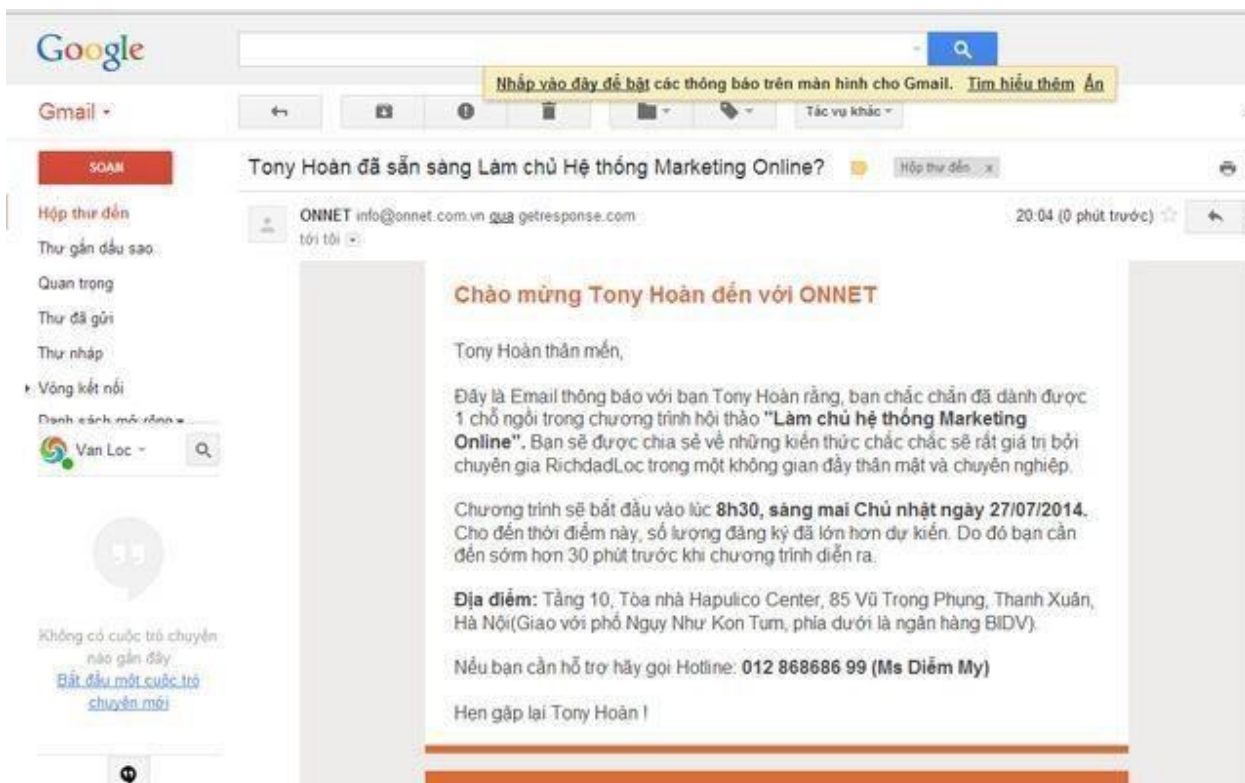 Google
Nhấp vào đây để bật các thông báo trên màn hình cho Gmail. Tìm hiểu thêm Ẩn
Gmail
Tác vụ khác
SOẠN
Tony Hoàn đã sẵn sàng Làm chủ Hệ thống Marketing Online?
Hộp thư đến x
Hộp thư đến
Thư gắn dấu sao
Quan trọng
Thư đã gửi
Thư nháp
Vòng kết nối
Danh sách mở rộng
Van Loc
Không có cuộc trò chuyện
nào gần đây
Bắt đầu một cuộc trò
chuyện mới
ONNET info@onnet.com.vn qua getresponse.com
20:04 (0 phút trước)
tới tôi
Chào mừng Tony Hoàn đến với ONNET
Tony Hoàn thân mến,
Đây là Email thông báo với bạn Tony Hoàn rằng, bạn chắc chắn đã dành được
1 chỗ ngồi trong chương trình hội thảo "Làm chủ hệ thống Marketing
Online". Bạn sẽ được chia sẻ về những kiến thức chắc chắc sẽ rất giá trị bởi
chuyên gia RichdadLoc trong một không gian đầy thân mật và chuyên nghiệp.
Chương trình sẽ bắt đầu vào lúc 8h30, sáng mai Chủ nhật ngày 27/07/2014.
Cho đến thời điểm này, số lượng đăng ký đã lớn hơn dự kiến. Do đó bạn cần
đến sớm hơn 30 phút trước khi chương trình diễn ra.
Địa điểm: Tầng 10, Tòa nhà Hapulico Center, 85 Vũ Trọng Phụng, Thanh Xuân,
Hà Nội(Giao với phố Ngụy Như Kon Tum, phía dưới là ngân hàng BIDV).
Nếu bạn cần hỗ trợ hãy gọi Hotline: 012 868686 99 (Ms Diễm My)
Hẹn gặp lại Tony Hoàn !